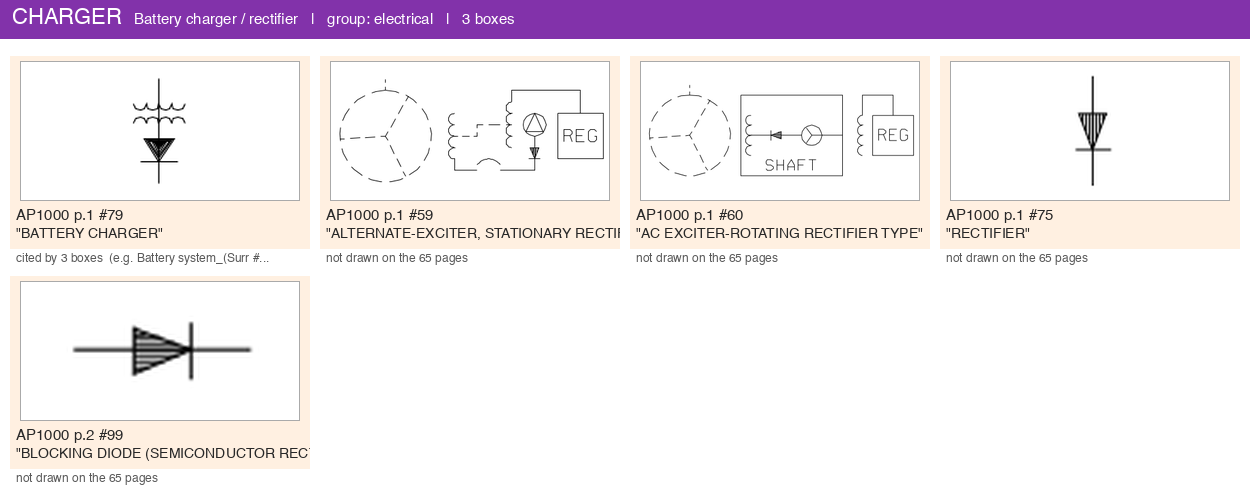 CHARGER Battery charger / rectifier | group: electrical | 3 boxes
REG
SHAFT
REG
AP1000 p.1 #79
"BATTERY CHARGER"
cited by 3 boxes (e.g. Battery system_(Surr #...
AP1000 p.1 #59
"ALTERNATE-EXCITER, STATIONARY RECTIF
not drawn on the 65 pages
AP1000 p.1 #60
"AC EXCITER-ROTATING RECTIFIER TYPE"
not drawn on the 65 pages
AP1000 p.1 #75
"RECTIFIER"
not drawn on the 65 pages
AP1000 p.2 #99
"BLOCKING DIODE (SEMICONDUCTOR RECT
not drawn on the 65 pages